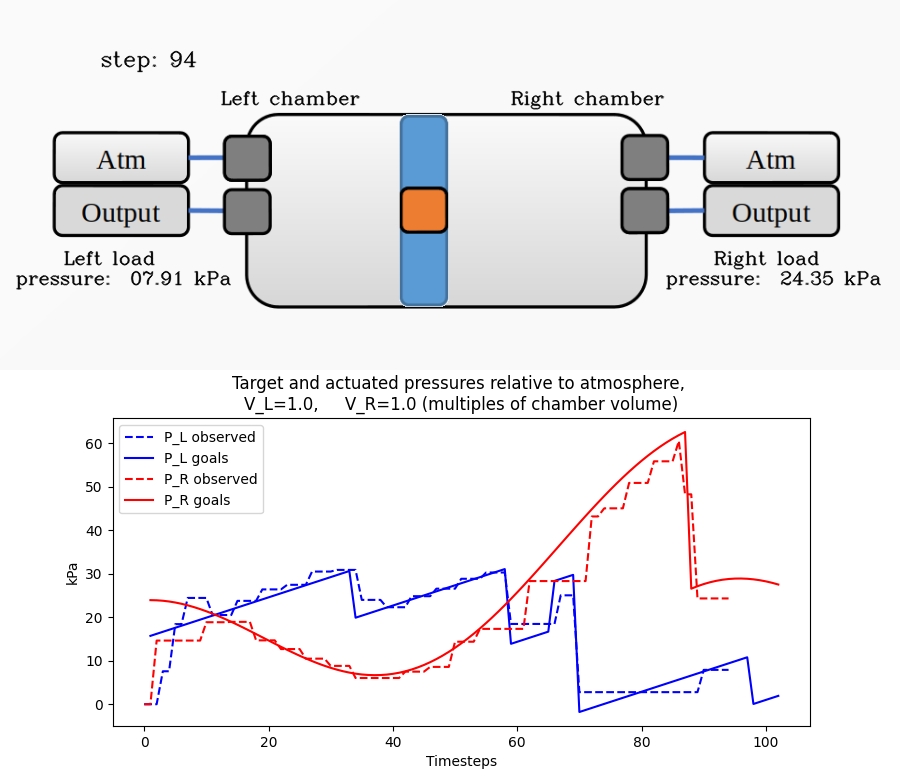 step: 94
Left chamber
Right chamber
Atm
Atm
Output
Output
Left load
pressure: 07.91 kPa
Right load
pressure: 24.35 kPa
Target and actuated pressures relative to atmosphere,
V_L=1.0, V_R=1.0 (multiples of chamber volume)
P_L observed
P_L goals
P_R observed
P_R goals
kPa
60
50
40
30
20
10
0
0 20 40 60 80 100
Timesteps